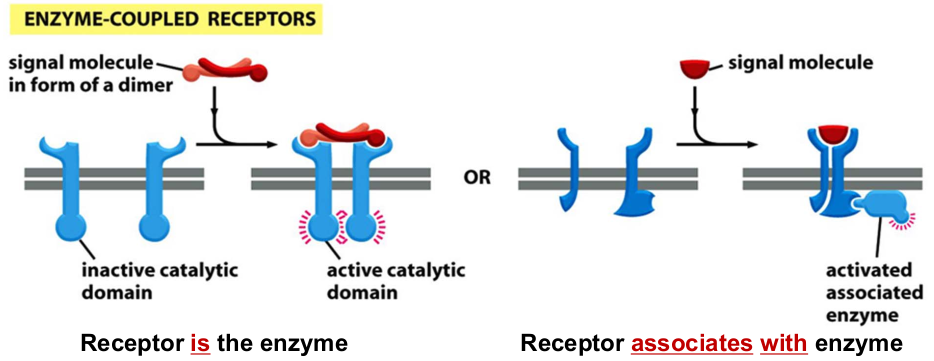 ENZYME-COUPLED RECEPTORS
signal molecule
in form of a dimer
signal molecule
OR
inactive catalytic
domain
active catalytic
domain
activated
associated
enzyme
Receptor is the enzyme
Receptor associates with enzyme